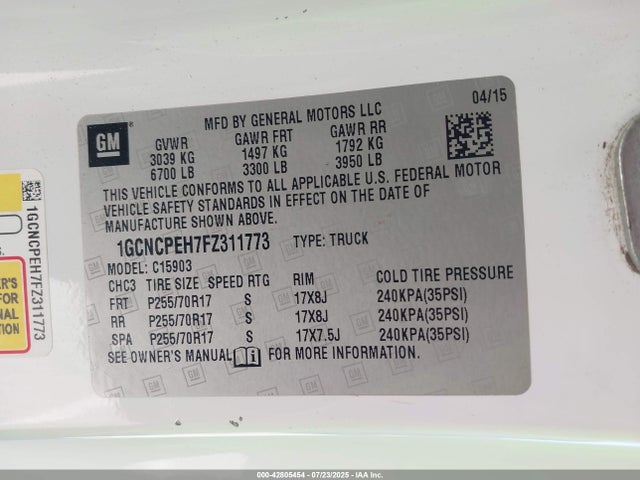 GM
04/15
MFD BY GENERAL MOTORS LLC
GVWR GAWR FRT GAWR RR
3039 KG 1497 KG 1792 KG
6700 LB 3300 LB 3950 LB
THIS VEHICLE CONFORMS TO ALL APPLICABLE U.S. FEDERAL MOTOR
VEHICLE SAFETY STANDARDS IN EFFECT ON THE DATE OF
MANUFACTURE SHOWN ABOVE.
1GCNCPEH7FZ311773 TYPE: TRUCK
MODEL: C15903
CHC3 TIRE SIZE SPEED RTG RIM COLD TIRE PRESSURE
FRT P255/70R17 S 17X8J 240KPA(35PSI)
RR P255/70R17 S 17X8J 240KPA(35PSI)
SPA P255/70R17 S 17X7.5J 240KPA(35PSI)
SEE OWNER'S MANUAL FOR MORE INFORMATION.
1GCNCPEH7FZ311773
ER'S
FOR
NAL
ION
000-42805454 - 07/23/2025 - IAA Inc.